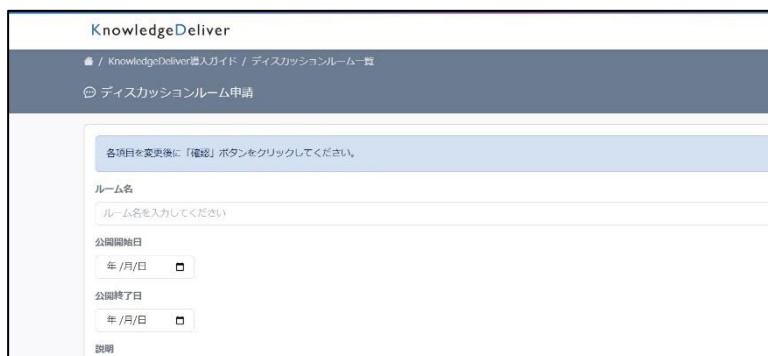 KnowledgeDeliver
/ KnowledgeDeliver導入ガイド / ディスカッションルーム一覧
ディスカッションルーム申請
各項目を変更後に「確認」ボタンをクリックしてください。
ルーム名
ルーム名を入力してください
公開開始日
年 /月/日
公開終了日
年 /月/日
説明